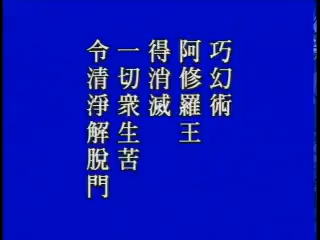 巧幻術
阿修羅王
得消滅
一切衆生苦
令清淨解脫門